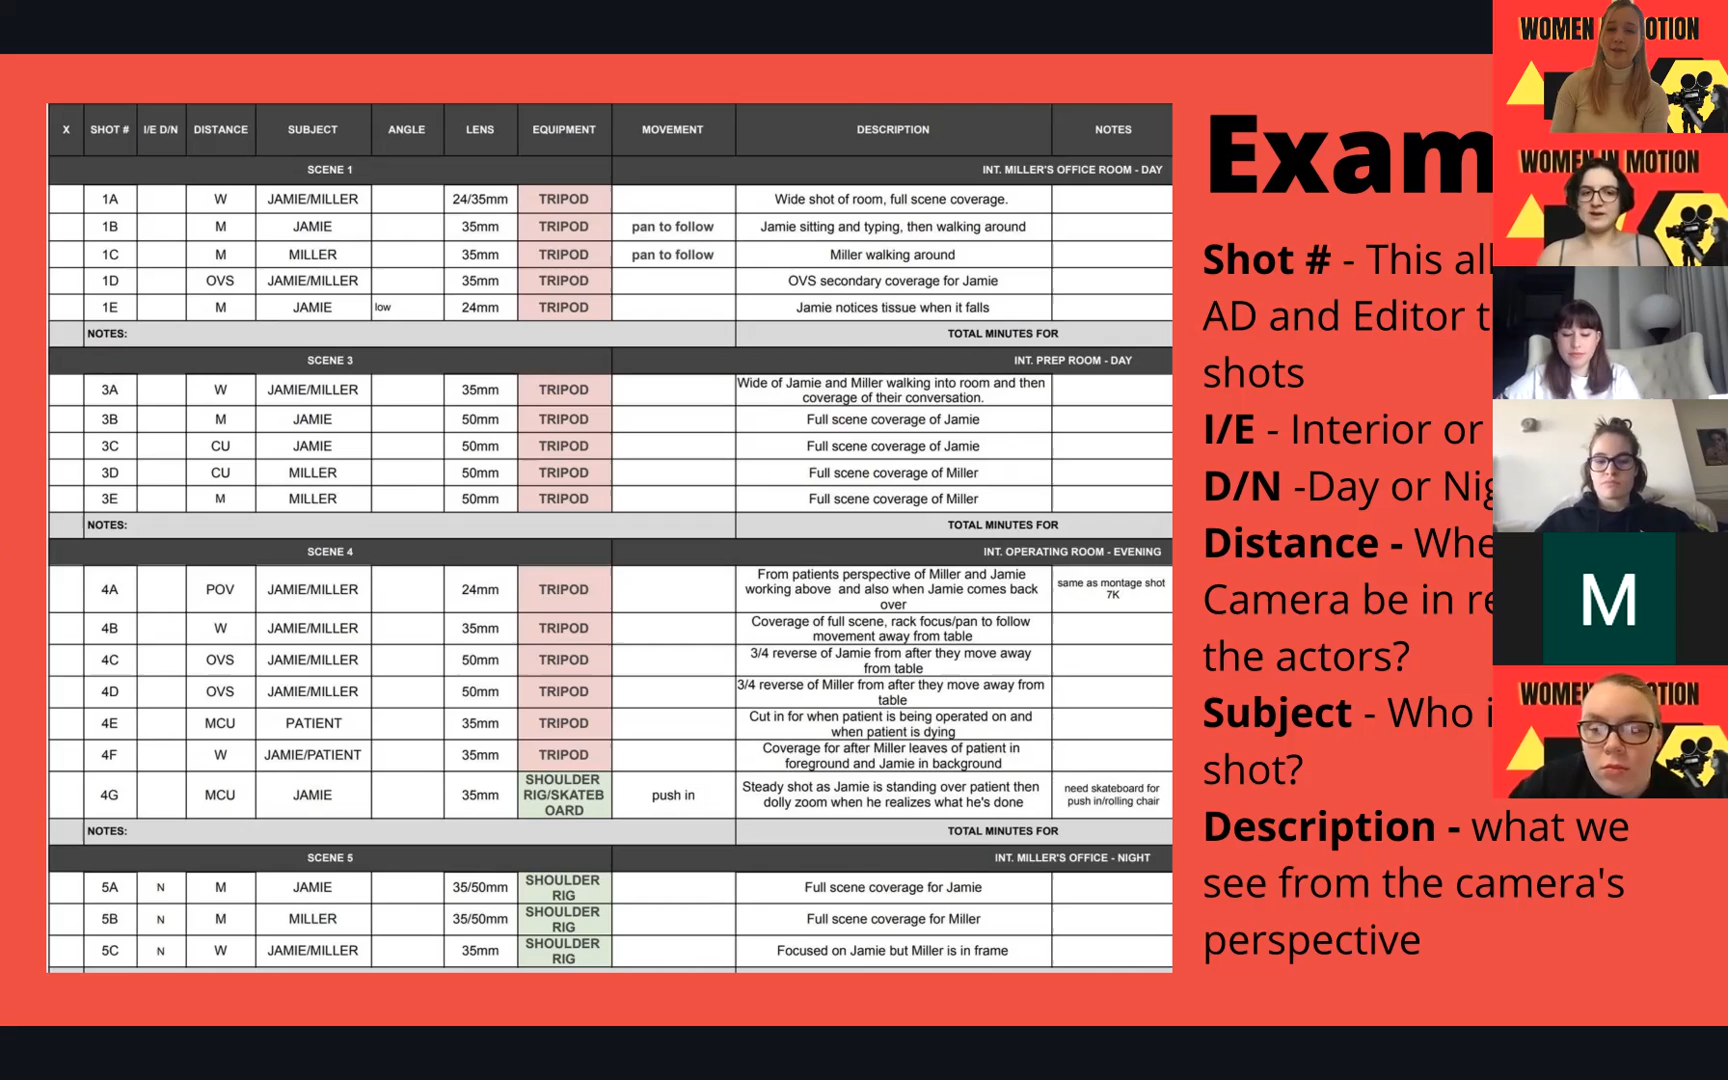 X SHOT # I/E D/N DISTANCE SUBJECT ANGLE LENS EQUIPMENT MOVEMENT DESCRIPTION NOTES
SCENE 1 INT. MILLER'S OFFICE ROOM - DAY
1A W JAMIE/MILLER 24/35mm TRIPOD Wide shot of room, full scene coverage.
1B M JAMIE 35mm TRIPOD pan to follow Jamie sitting and typing, then walking around
1C M MILLER 35mm TRIPOD pan to follow Miller walking around
1D OVS JAMIE/MILLER 35mm TRIPOD OVS secondary coverage for Jamie
1E M JAMIE low 24mm TRIPOD Jamie notices tissue when it falls
NOTES: TOTAL MINUTES FOR
SCENE 3 INT. PREP ROOM - DAY
3A W JAMIE/MILLER 35mm TRIPOD Wide of Jamie and Miller walking into room and then
coverage of their conversation.
3B M JAMIE 50mm TRIPOD Full scene coverage of Jamie
3C CU JAMIE 50mm TRIPOD Full scene coverage of Jamie
3D CU MILLER 50mm TRIPOD Full scene coverage of Miller
3E M MILLER 50mm TRIPOD Full scene coverage of Miller
NOTES: TOTAL MINUTES FOR
SCENE 4 INT. OPERATING ROOM - EVENING
4A POV JAMIE/MILLER 24mm TRIPOD From patients perspective of Miller and Jamie
working above and also when Jamie comes back
over
same as montage shot
7K
4B W JAMIE/MILLER 35mm TRIPOD Coverage of full scene, rack focus/pan to follow
movement away from table
4C OVS JAMIE/MILLER 50mm TRIPOD 3/4 reverse of Jamie from after they move away
from table
4D OVS JAMIE/MILLER 50mm TRIPOD 3/4 reverse of Miller from after they move away from
table
4E MCU PATIENT 35mm TRIPOD Cut in for when patient is being operated on and
when patient is dying
4F W JAMIE/PATIENT 35mm TRIPOD Coverage for after Miller leaves of patient in
foreground and Jamie in background
4G MCU JAMIE 35mm SHOULDER
RIG/SKATEB
OARD
push in Steady shot as Jamie is standing over patient then
dolly zoom when he realizes what he's done
need skateboard for
push in/rolling chair
NOTES: TOTAL MINUTES FOR
SCENE 5 INT. MILLER'S OFFICE - NIGHT
5A N M JAMIE 35/50mm SHOULDER
RIG
Full scene coverage for Jamie
5B N M MILLER 35/50mm SHOULDER
RIG
Full scene coverage for Miller
5C N W JAMIE/MILLER 35mm SHOULDER
RIG
Focused on Jamie but Miller is in frame
Exam
Shot # - This all
AD and Editor t
shots
I/E - Interior or
D/N -Day or Nig
Distance - Whe
Camera be in re
the actors?
Subject - Who i
shot?
Description - what we
see from the camera's
perspective
WOMEN OTION
WOMEN IN MOTION
M
WOMEN OTION